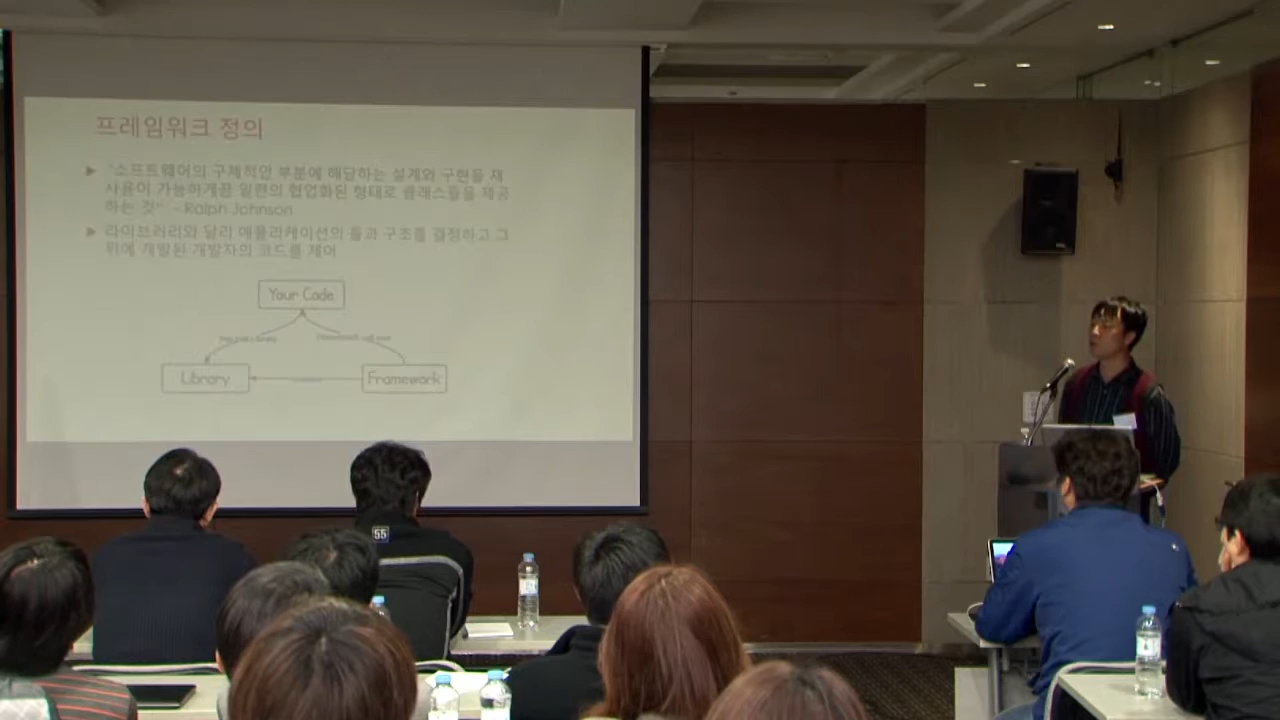 프레임워크 정의
"소프트웨어의 구체적인 부분에 해당하는 설계와 구현을 재
사용이 가능하게끔 일련의 협업화된 형태로 클래스들을 제공
하는 것" – Ralph Johnson
라이브러리와 달리 애플리케이션의 틀과 구조를 결정하고 그
위에 개발된 개발자의 코드를 제어
Your Code
Library
Framework
55